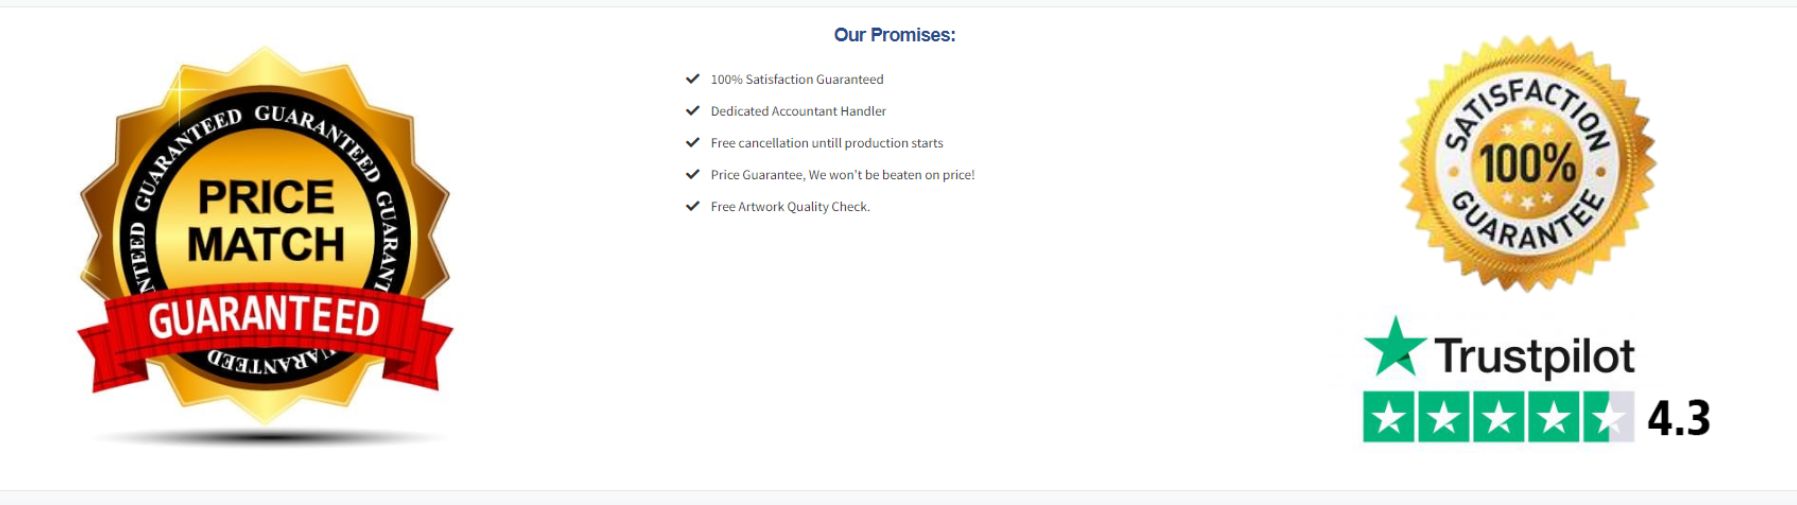 GUARANTEED GUARANTEED GUARANTEED GUARANTEED
PRICE
MATCH
GUARANTEED
Our Promises:
100% Satisfaction Guaranteed
Dedicated Accountant Handler
Free cancellation untill production starts
Price Guarantee, We won't be beaten on price!
Free Artwork Quality Check.
SATISFACTION
100%
GUARANTEE
Trustpilot
4.3